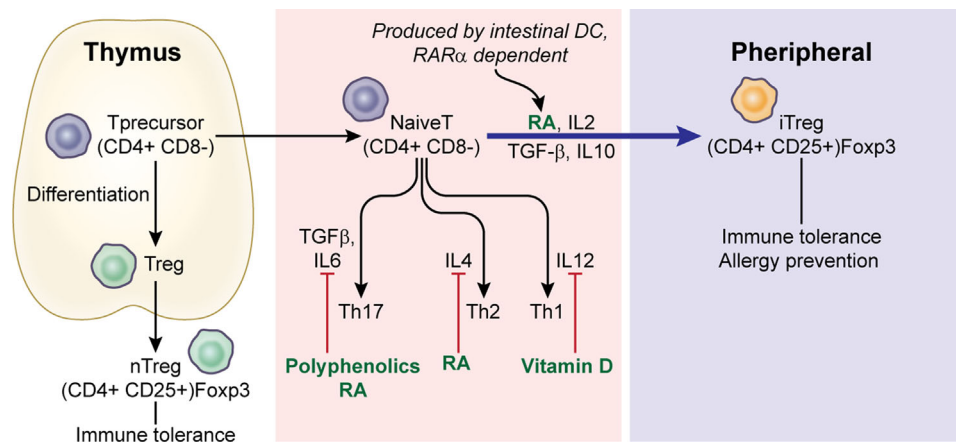 Thymus
Tprecursor
(CD4+ CD8-)
Differentiation
Treg
nTreg
(CD4+ CD25+)Foxp3
Immune tolerance
Produced by intestinal DC,
RARα dependent
NaiveT
(CD4+ CD8-)
RA, IL2
TGF-β, IL10
TGFβ,
IL6
IL4
IL12
Th17
Th2
Th1
Polyphenolics
RA
RA
Vitamin D
Pheripheral
iTreg
(CD4+ CD25+)Foxp3
Immune tolerance
Allergy prevention